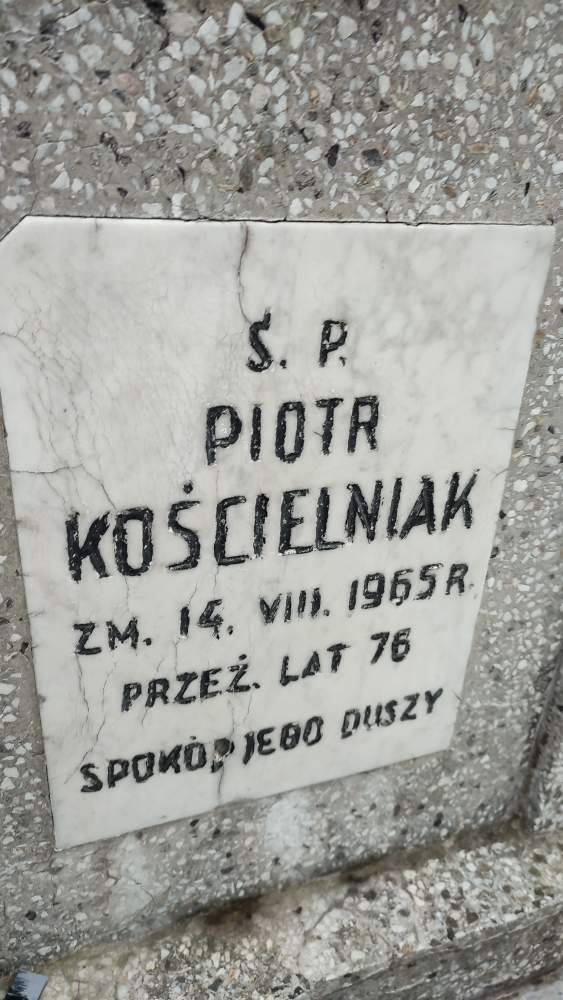 Ś. P.
PIOTR
KOŚCIELNIAK
ZM. 14. VIII. 1965 R.
PRZEŻ. LAT 76
SPOKÓJ JEGO DUSZY